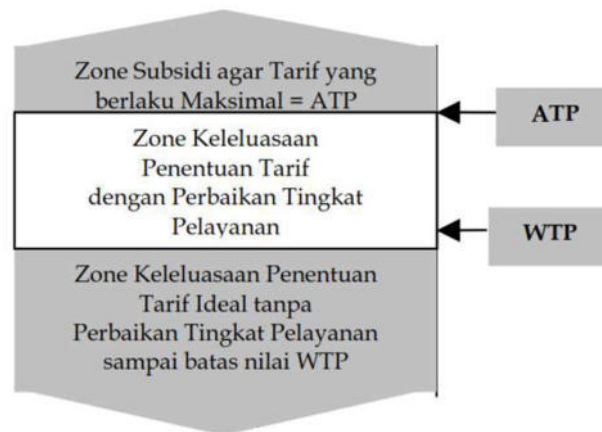 Zone Subsidi agar Tarif yang
berlaku Maksimal = ATP
ATP
Zone Keleluasaan
Penentuan Tarif
dengan Perbaikan Tingkat
Pelayanan
WTP
Zone Keleluasaan Penentuan
Tarif Ideal tanpa
Perbaikan Tingkat Pelayanan
sampai batas nilai WTP